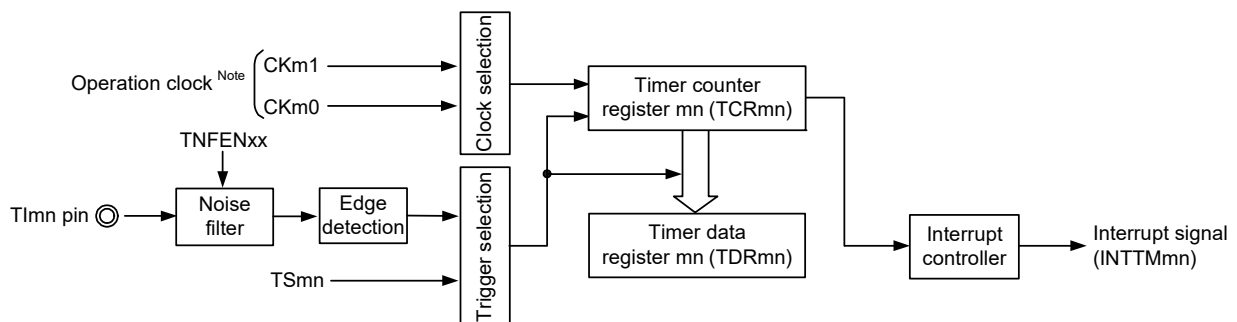 Operation clock Note
CKm1
CKm0
Clock selection
Timer counter
register mn (TCRmn)
TNFENxx
TImn pin
Noise
filter
Edge
detection
TSmn
Trigger selection
Timer data
register mn (TDRmn)
Interrupt
controller
Interrupt signal
(INTTMmn)